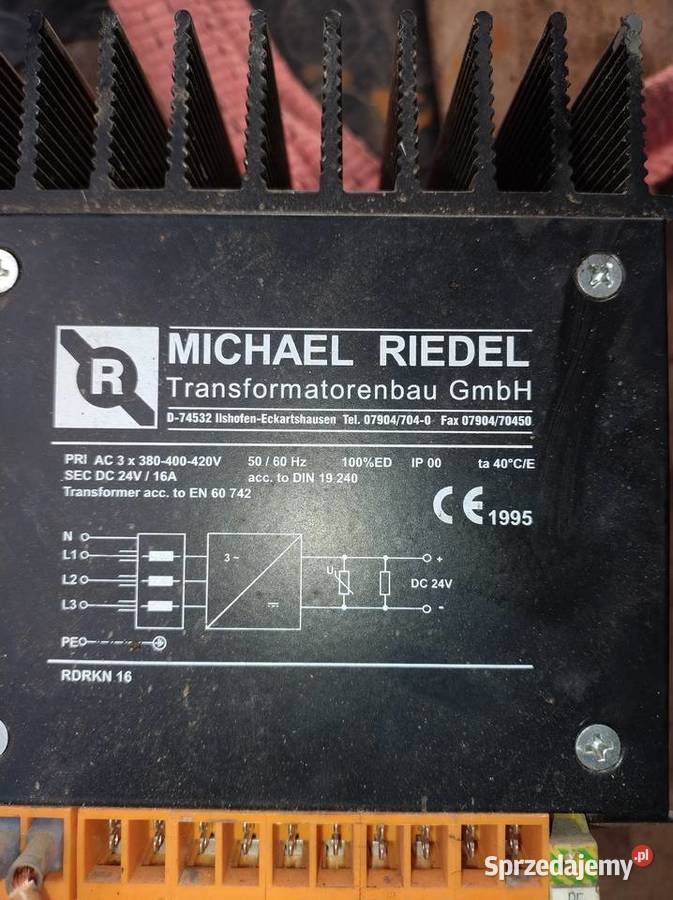 R
MICHAEL RIEDEL
Transformatorenbau GmbH
D-74532 Ilshofen-Eckartshausen Tel. 07904/704-0 Fax 07904/70450
PRI AC 3 x 380-400-420V 50 / 60 Hz 100%ED IP 00 ta 40°C/E
SEC DC 24V / 16A acc. to DIN 19 240
Transformer acc. to EN 60 742
CE 1995
N
L1
3 ~
+
L2
U
DC 24V
L3
-
PE
RDRKN 16
Sprzedajemy.pl